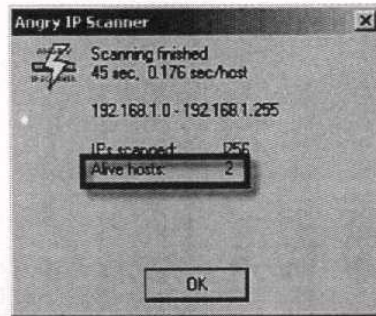 Angry IP Scanner
Scanning finished
45 sec, 0.176 sec/host
192.168.1.0 - 192.168.1.255
IPs scanned: 256
Alive hosts: 2
OK